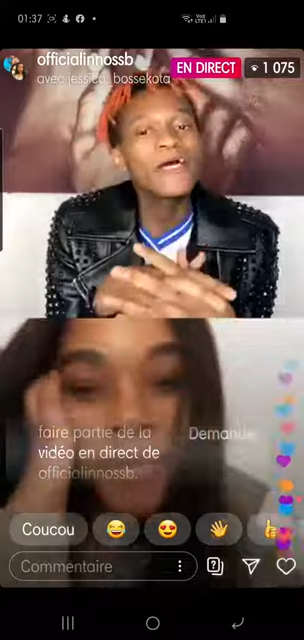 01:37
officialinnossb
avec jessica_bossekota
EN DIRECT
1 075
faire partie de la
vidéo en direct de
officialinnossb.
Demande
Coucou
Commentaire